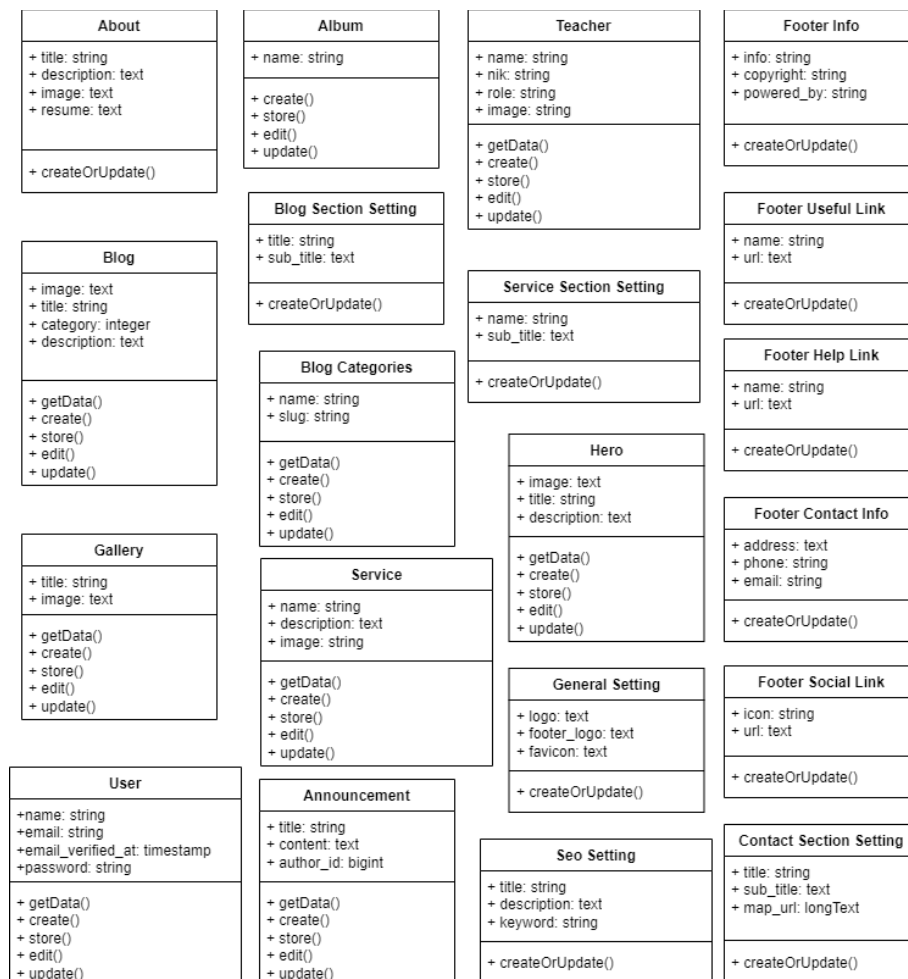 About
+ title: string
+ description: text
+ image: text
+ resume: text
+ createOrUpdate()
Album
+ name: string
+ create()
+ store()
+ edit()
+ update()
Teacher
+ name: string
+ nik: string
+ role: string
+ image: string
+ getData()
+ create()
+ store()
+ edit()
+ update()
Footer Info
+ info: string
+ copyright: string
+ powered_by: string
+ createOrUpdate()
Blog Section Setting
+ title: string
+ sub_title: text
+ createOrUpdate()
Footer Useful Link
+ name: string
+ url: text
+ createOrUpdate()
Blog
+ image: text
+ title: string
+ category: integer
+ description: text
+ getData()
+ create()
+ store()
+ edit()
+ update()
Service Section Setting
+ name: string
+ sub_title: text
+ createOrUpdate()
Footer Help Link
+ name: string
+ url: text
+ createOrUpdate()
Blog Categories
+ name: string
+ slug: string
+ getData()
+ create()
+ store()
+ edit()
+ update()
Hero
+ image: text
+ title: string
+ description: text
+ getData()
+ create()
+ store()
+ edit()
+ update()
Footer Contact Info
+ address: text
+ phone: string
+ email: string
+ createOrUpdate()
Gallery
+ title: string
+ image: text
+ getData()
+ create()
+ store()
+ edit()
+ update()
Service
+ name: string
+ description: text
+ image: string
+ getData()
+ create()
+ store()
+ edit()
+ update()
General Setting
+ logo: text
+ footer_logo: text
+ favicon: text
+ createOrUpdate()
Footer Social Link
+ icon: string
+ url: text
+ createOrUpdate()
User
+name: string
+email: string
+email_verified_at: timestamp
+password: string
+ getData()
+ create()
+ store()
+ edit()
+ update()
Announcement
+ title: string
+ content: text
+ author_id: bigint
+ getData()
+ create()
+ store()
+ edit()
+ update()
Seo Setting
+ title: string
+ description: text
+ keyword: string
+ createOrUpdate()
Contact Section Setting
+ title: string
+ sub_title: text
+ map_url: longText
+ createOrUpdate()